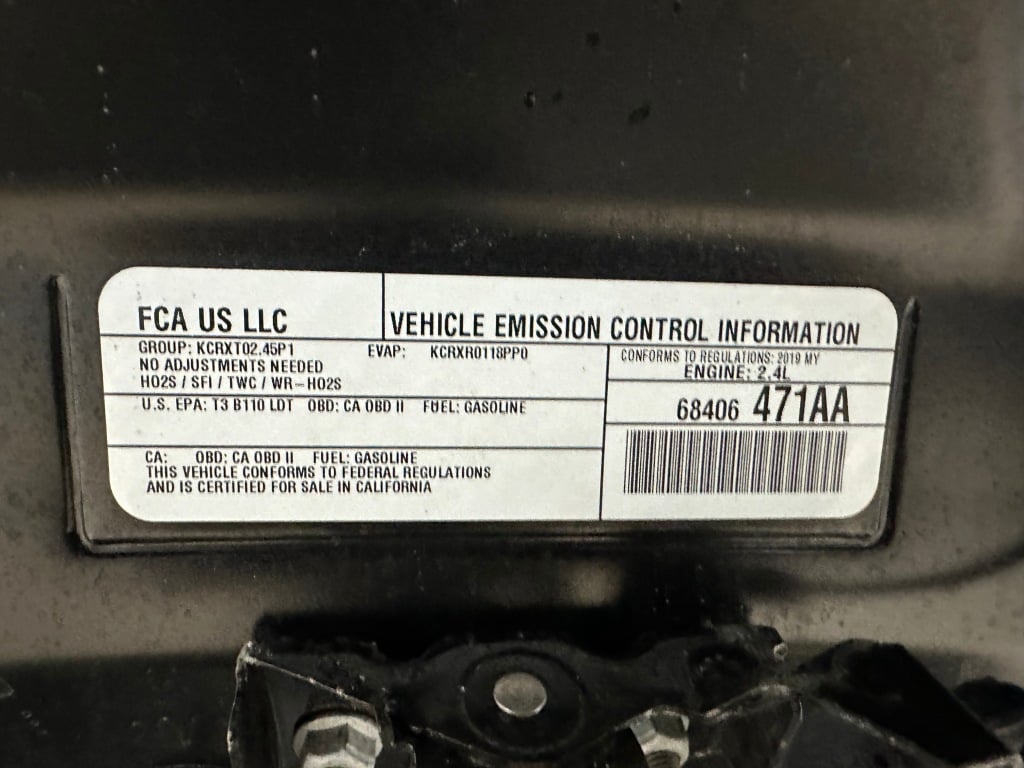 FCA US LLC
VEHICLE EMISSION CONTROL INFORMATION
GROUP: KCRXT02.45P1 EVAP: KCRXR0118PP0
NO ADJUSTMENTS NEEDED
HO2S / SFI / TWC / WR-HO2S
CONFORMS TO REGULATIONS: 2019 MY
ENGINE: 2.4L
U.S. EPA: T3 B110 LDT OBD: CA OBD II FUEL: GASOLINE
68406 471AA
CA: OBD: CA OBD II FUEL: GASOLINE
THIS VEHICLE CONFORMS TO FEDERAL REGULATIONS
AND IS CERTIFIED FOR SALE IN CALIFORNIA